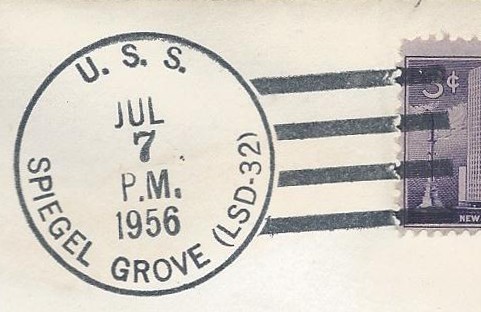 U. S. S.
JUL
7
P.M.
1956
SPIEGEL GROVE (LSD-32)
3¢
NEW